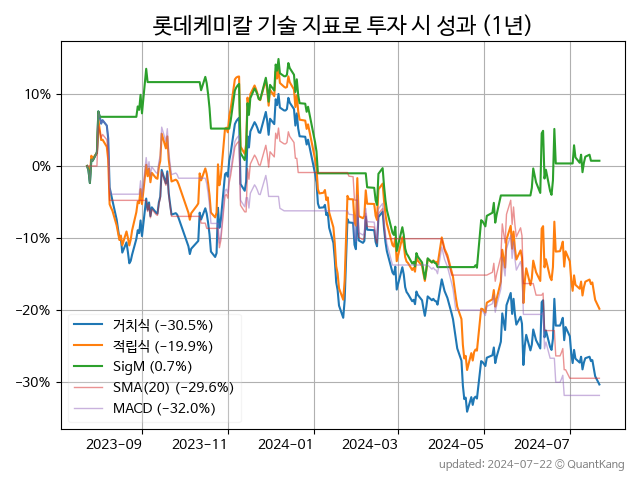 롯데케미칼 기술 지표로 투자 시 성과 (1년)
10%
0%
−10%
−20%
−30%
거치식 (−30.5%)
적립식 (−19.9%)
SigM (0.7%)
SMA(20) (−29.6%)
MACD (−32.0%)
2023-09
2023-11
2024-01
2024-03
2024-05
2024-07
updated: 2024-07-22 © QuantKang